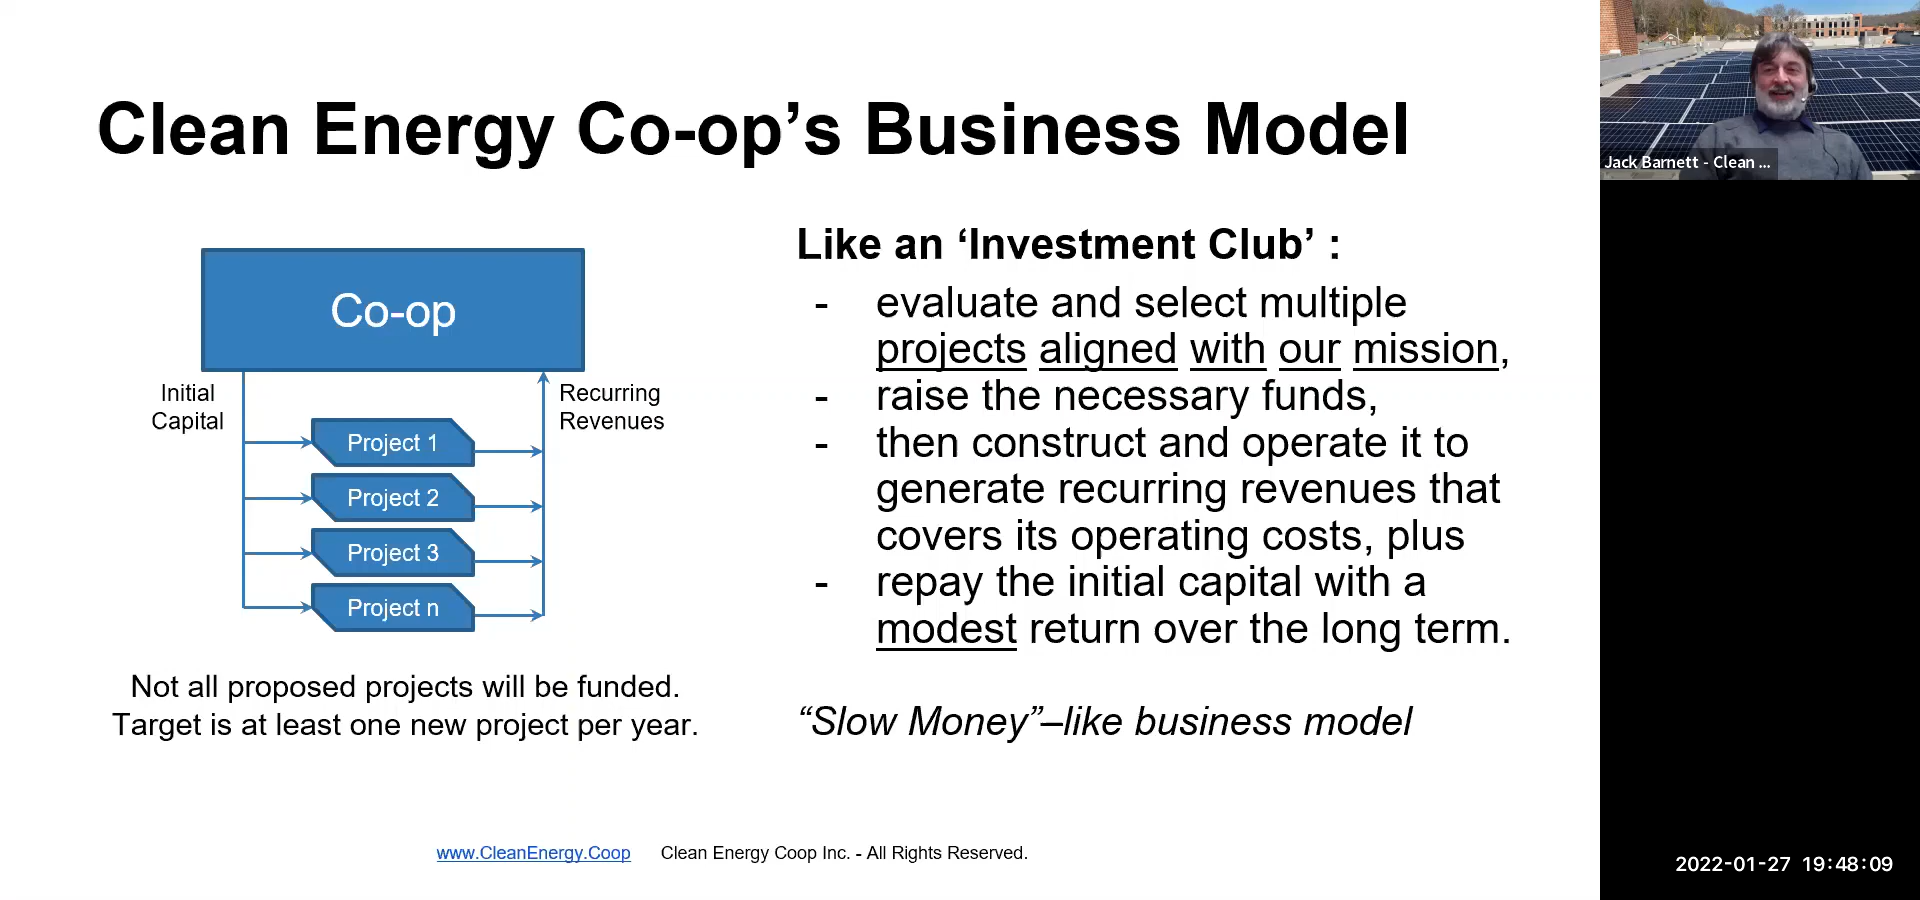 Clean Energy Co-op’s Business Model
Co-op
Initial
Capital
Recurring
Revenues
Project 1
Project 2
Project 3
Project n
Not all proposed projects will be funded.
Target is at least one new project per year.
Like an ‘Investment Club’ :
- evaluate and select multiple
projects aligned with our mission,
- raise the necessary funds,
- then construct and operate it to
generate recurring revenues that
covers its operating costs, plus
- repay the initial capital with a
modest return over the long term.
“Slow Money”–like business model
www.CleanEnergy.Coop Clean Energy Coop Inc. - All Rights Reserved.
Jack Barnett - Clean ...
2022-01-27 19:48:09